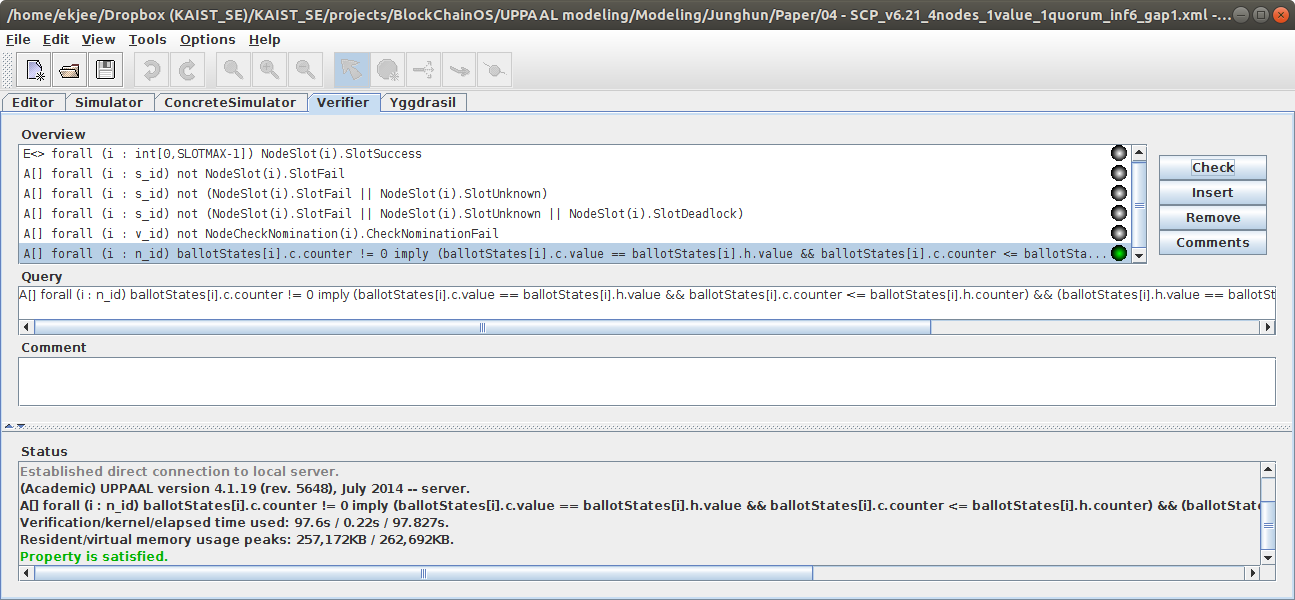 /home/ekjee/Dropbox (KAIST_SE)/KAIST_SE/projects/BlockChainOS/UPPAAL modeling/Modeling/Junghun/Paper/04 - SCP_v6.21_4nodes_1value_1quorum_inf6_gap1.xml -...
File Edit View Tools Options Help
Editor Simulator ConcreteSimulator Verifier Yggdrasil
Overview
E<> forall (i : int[0,SLOTMAX-1]) NodeSlot(i).SlotSuccess
A[] forall (i : s_id) not NodeSlot(i).SlotFail
A[] forall (i : s_id) not (NodeSlot(i).SlotFail || NodeSlot(i).SlotUnknown)
A[] forall (i : s_id) not (NodeSlot(i).SlotFail || NodeSlot(i).SlotUnknown || NodeSlot(i).SlotDeadlock)
A[] forall (i : v_id) not NodeCheckNomination(i).CheckNominationFail
A[] forall (i : n_id) ballotStates[i].c.counter != 0 imply (ballotStates[i].c.value == ballotStates[i].h.value && ballotStates[i].c.counter <= ballotSta...
Check
Insert
Remove
Comments
Query
A[] forall (i : n_id) ballotStates[i].c.counter != 0 imply (ballotStates[i].c.value == ballotStates[i].h.value && ballotStates[i].c.counter <= ballotStates[i].h.counter) && (ballotStates[i].h.value == ballotSt
Comment
Status
Established direct connection to local server.
(Academic) UPPAAL version 4.1.19 (rev. 5648), July 2014 -- server.
A[] forall (i : n_id) ballotStates[i].c.counter != 0 imply (ballotStates[i].c.value == ballotStates[i].h.value && ballotStates[i].c.counter <= ballotStates[i].h.counter) && (ballotState
Verification/kernel/elapsed time used: 97.6s / 0.22s / 97.827s.
Resident/virtual memory usage peaks: 257,172KB / 262,692KB.
Property is satisfied.